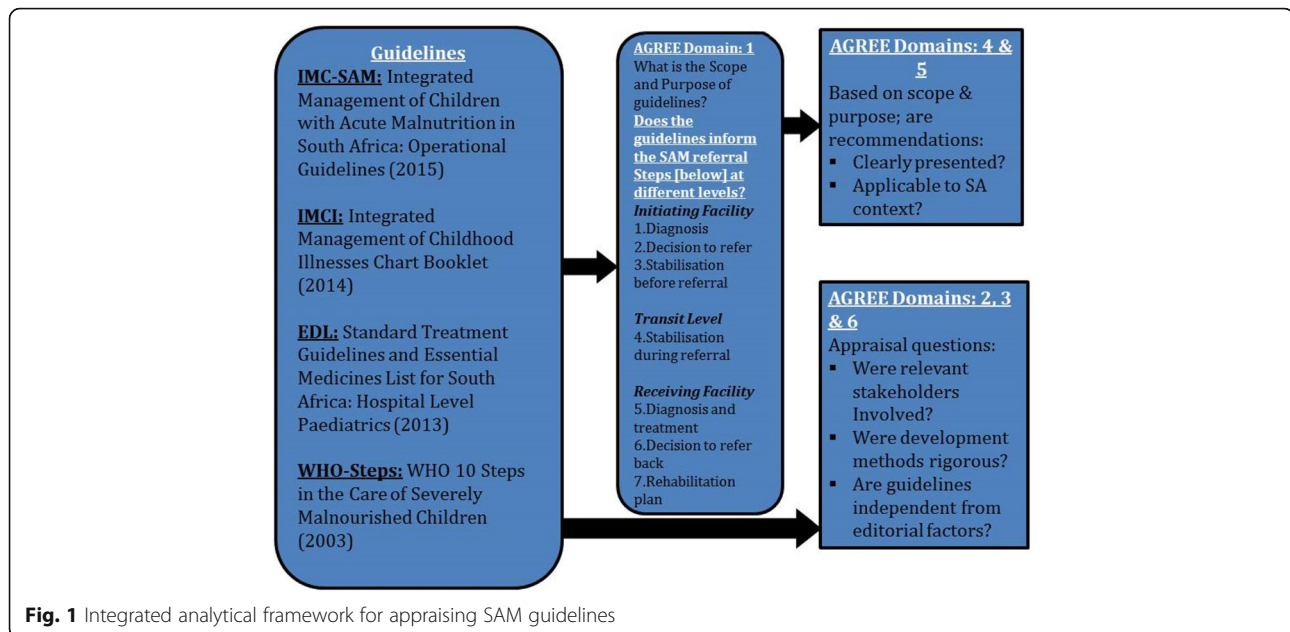 Guidelines
IMC-SAM: Integrated
Management of Children
with Acute Malnutrition in
South Africa: Operational
Guidelines (2015)
IMCI: Integrated
Management of Childhood
Illnesses Chart Booklet
(2014)
EDL: Standard Treatment
Guidelines and Essential
Medicines List for South
Africa: Hospital Level
Paediatrics (2013)
WHO-Steps: WHO 10 Steps
in the Care of Severely
Malnourished Children
(2003)
AGREE Domain: 1
What is the Scope
and Purpose of
guidelines?
Does the
guidelines inform
the SAM referral
Steps [below] at
different levels?
Initiating Facility
1.Diagnosis
2.Decision to refer
3.Stabilisation
before referral
Transit Level
4.Stabilisation
during referral
Receiving Facility
5.Diagnosis and
treatment
6.Decision to refer
back
7.Rehabilitation
plan
AGREE Domains: 4 &
5
Based on scope &
purpose; are
recommendations:
▪ Clearly presented?
▪ Applicable to SA
context?
AGREE Domains: 2, 3
& 6
Appraisal questions:
▪ Were relevant
stakeholders
Involved?
▪ Were development
methods rigorous?
▪ Are guidelines
independent from
editorial factors?
Fig. 1 Integrated analytical framework for appraising SAM guidelines